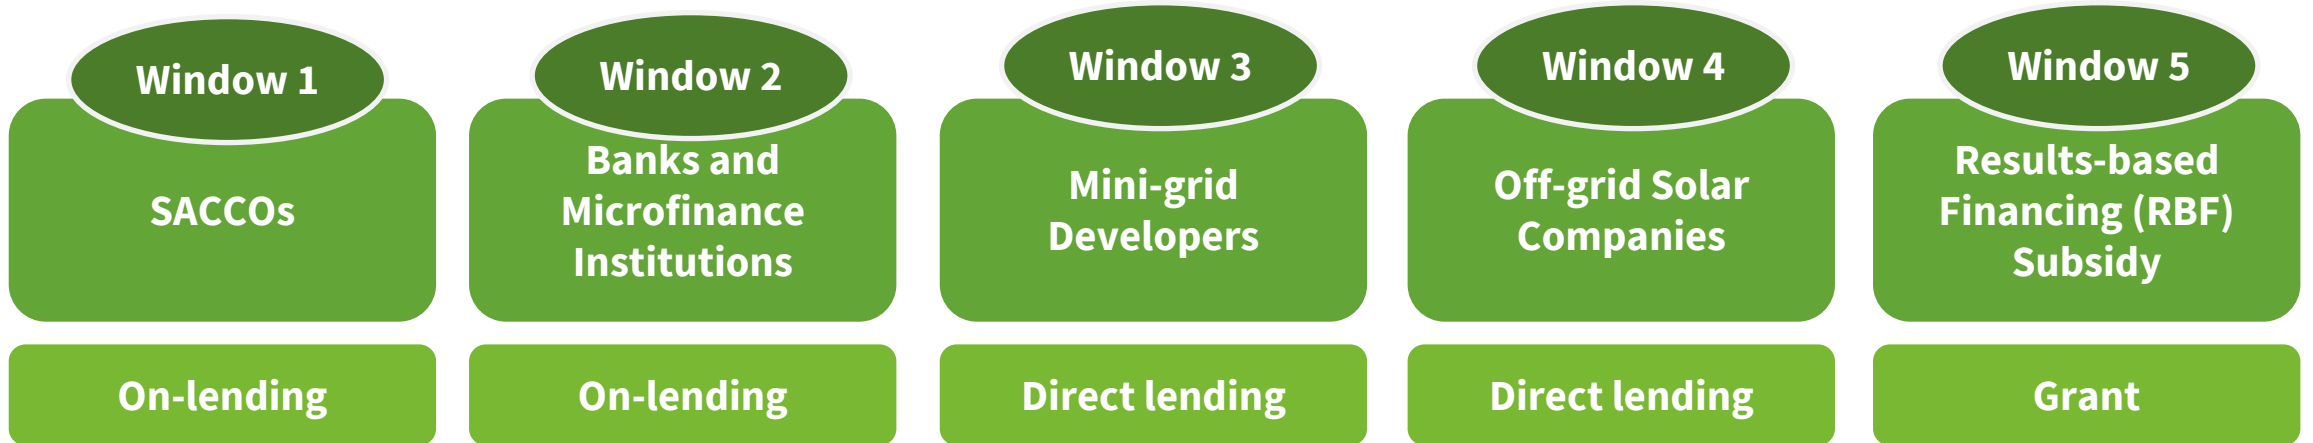 Window 1
SACCOs
On-lending
Window 2
Banks and
Microfinance
Institutions
On-lending
Window 3
Mini-grid
Developers
Direct lending
Window 4
Off-grid Solar
Companies
Direct lending
Window 5
Results-based
Financing (RBF)
Subsidy
Grant